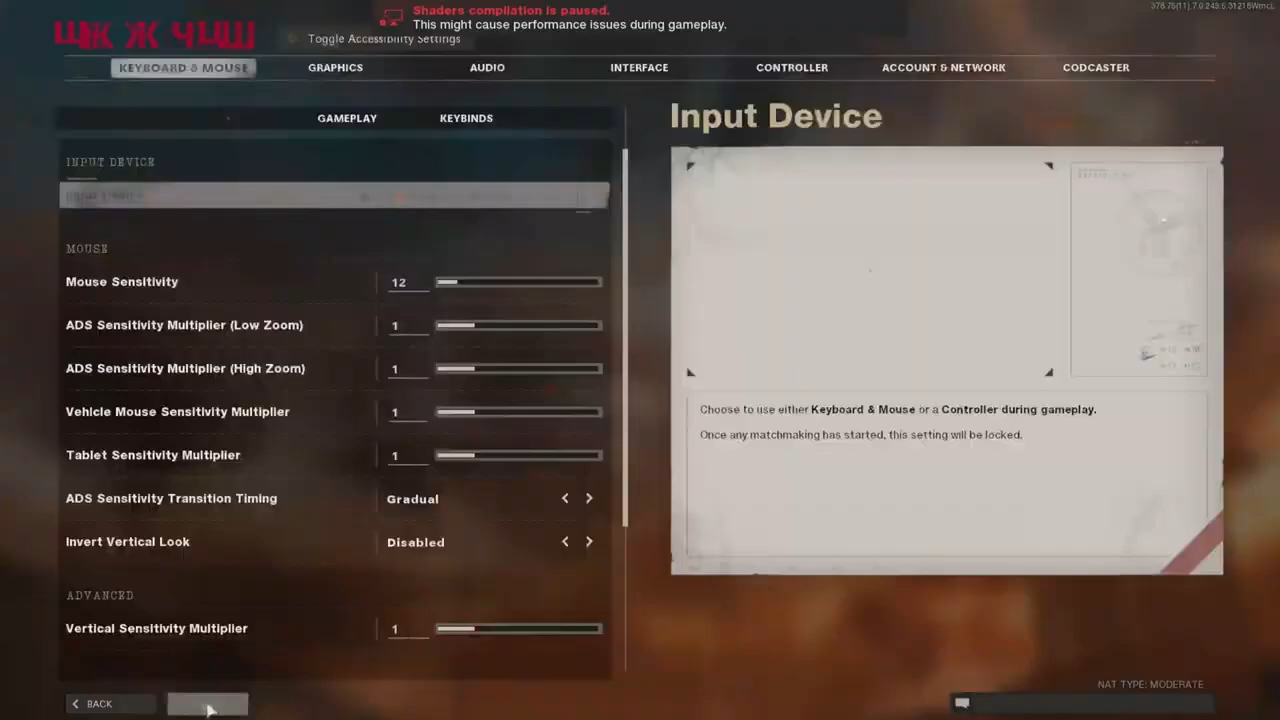 Shaders compilation is paused.
This might cause performance issues during gameplay.
Toggle Accessibility Settings
KEYBOARD & MOUSE
GRAPHICS
AUDIO
INTERFACE
CONTROLLER
ACCOUNT & NETWORK
CODCASTER
GAMEPLAY
KEYBINDS
INPUT DEVICE
MOUSE
Mouse Sensitivity 12
ADS Sensitivity Multiplier (Low Zoom) 1
ADS Sensitivity Multiplier (High Zoom) 1
Vehicle Mouse Sensitivity Multiplier 1
Tablet Sensitivity Multiplier 1
ADS Sensitivity Transition Timing Gradual
Invert Vertical Look Disabled
ADVANCED
Vertical Sensitivity Multiplier 1
BACK
Input Device
Choose to use either Keyboard & Mouse or a Controller during gameplay.
Once any matchmaking has started, this setting will be locked.
NAT TYPE: MODERATE